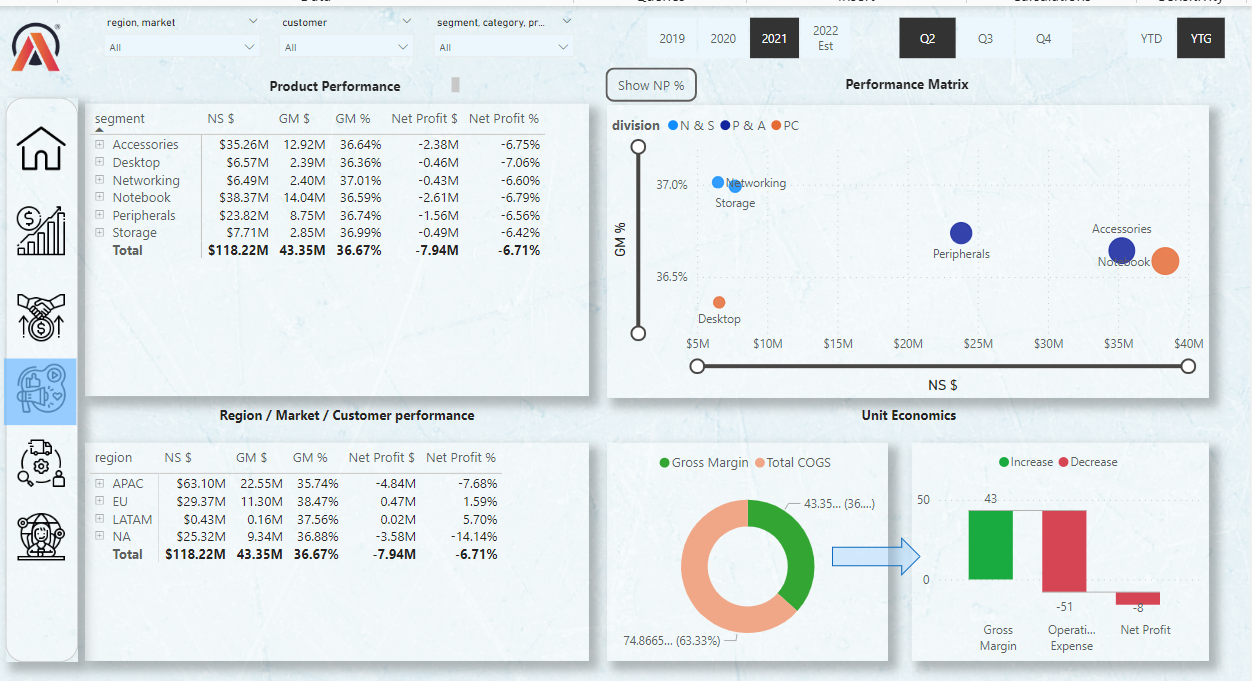 region, market
customer
segment, category, pr...
All
All
All
2019
2020
2021
2022
Est
Q2
Q3
Q4
YTD
YTG
Product Performance
segment NS $ GM $ GM % Net Profit $ Net Profit %
Accessories $35.26M 12.92M 36.64% -2.38M -6.75%
Desktop $6.57M 2.39M 36.36% -0.46M -7.06%
Networking $6.49M 2.40M 37.01% -0.43M -6.60%
Notebook $38.37M 14.04M 36.59% -2.61M -6.79%
Peripherals $23.82M 8.75M 36.74% -1.56M -6.56%
Storage $7.71M 2.85M 36.99% -0.49M -6.42%
Total $118.22M 43.35M 36.67% -7.94M -6.71%
Show NP %
Performance Matrix
division N & S P & A PC
37.0%
36.5%
GM %
Networking
Storage
Peripherals
Accessories
Notebook
Desktop
$5M $10M $15M $20M $25M $30M $35M $40M
NS $
Region / Market / Customer performance
region NS $ GM $ GM % Net Profit $ Net Profit %
APAC $63.10M 22.55M 35.74% -4.84M -7.68%
EU $29.37M 11.30M 38.47% 0.47M 1.59%
LATAM $0.43M 0.16M 37.56% 0.02M 5.70%
NA $25.32M 9.34M 36.88% -3.58M -14.14%
Total $118.22M 43.35M 36.67% -7.94M -6.71%
Unit Economics
Gross Margin Total COGS
43.35... (36....)
74.8665... (63.33%)
Increase Decrease
50
0
43
-51
-8
Gross
Margin
Operati...
Expense
Net Profit